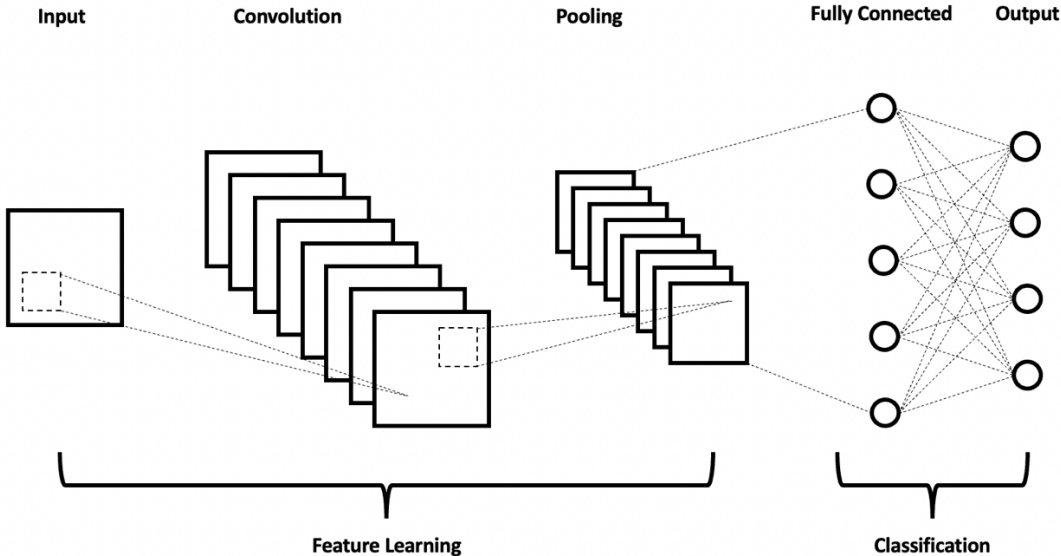 Input
Convolution
Pooling
Fully Connected
Output
Feature Learning
Classification